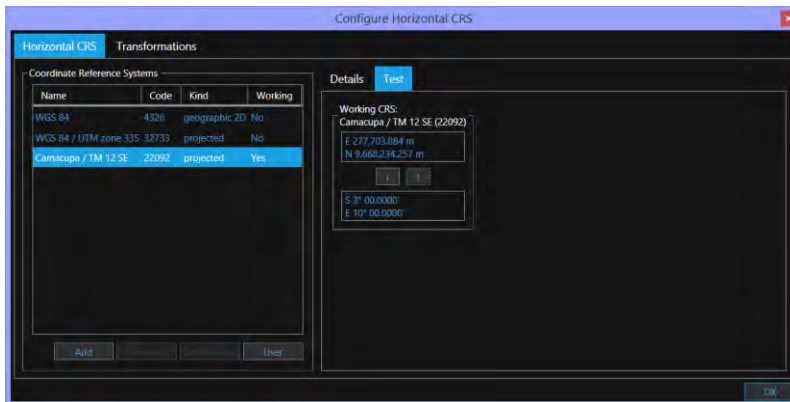 Configure Horizontal CRS
Horizontal CRS Transformations
Coordinate Reference Systems
Name Code Kind Working
WGS 84 4326 geographic 2D No
WGS 84 / UTM zone 33S 32733 projected No
Camacupa / TM 12 SE 22092 projected Yes
Add User
Details Test
Working CRS:
Camacupa / TM 12 SE (22092)
E 277,703.884 m
N 9,668,234.257 m
↓ ↑
S 3° 00.0000'
E 10° 00.0000'
OK